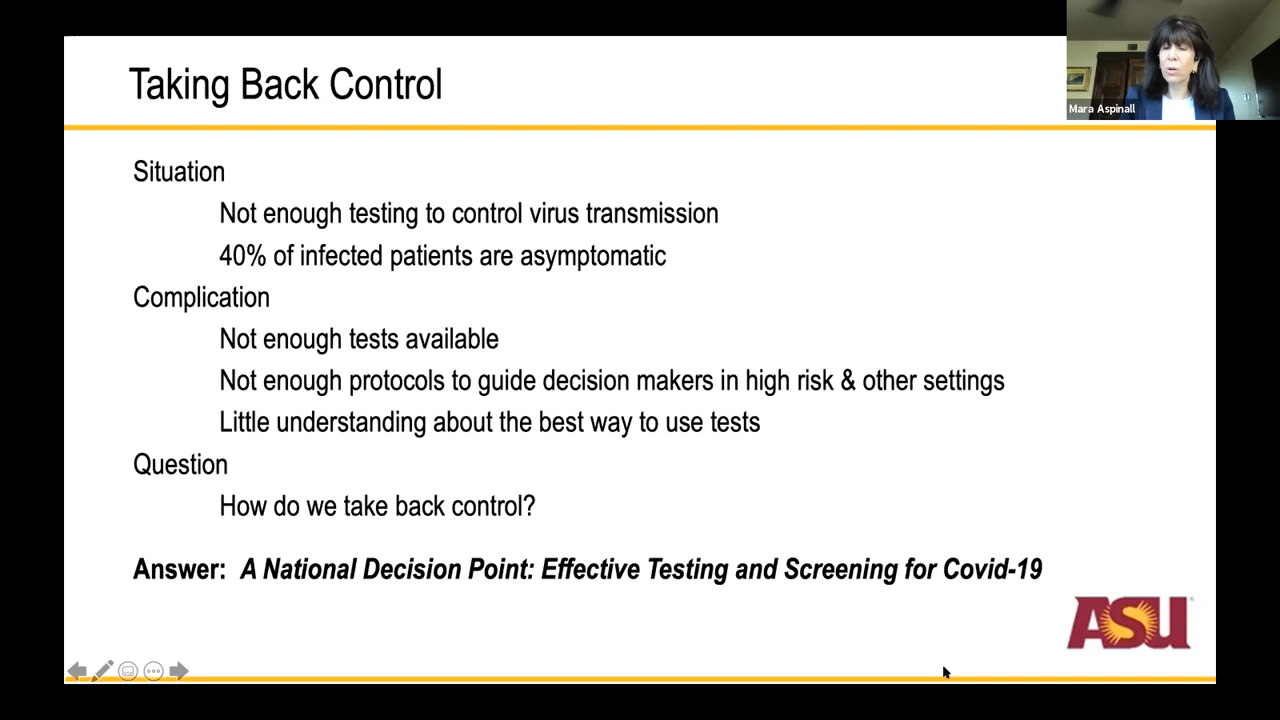 Taking Back Control
Mara Aspinall
Situation
Not enough testing to control virus transmission
40% of infected patients are asymptomatic
Complication
Not enough tests available
Not enough protocols to guide decision makers in high risk & other settings
Little understanding about the best way to use tests
Question
How do we take back control?
Answer: A National Decision Point: Effective Testing and Screening for Covid-19
ASU